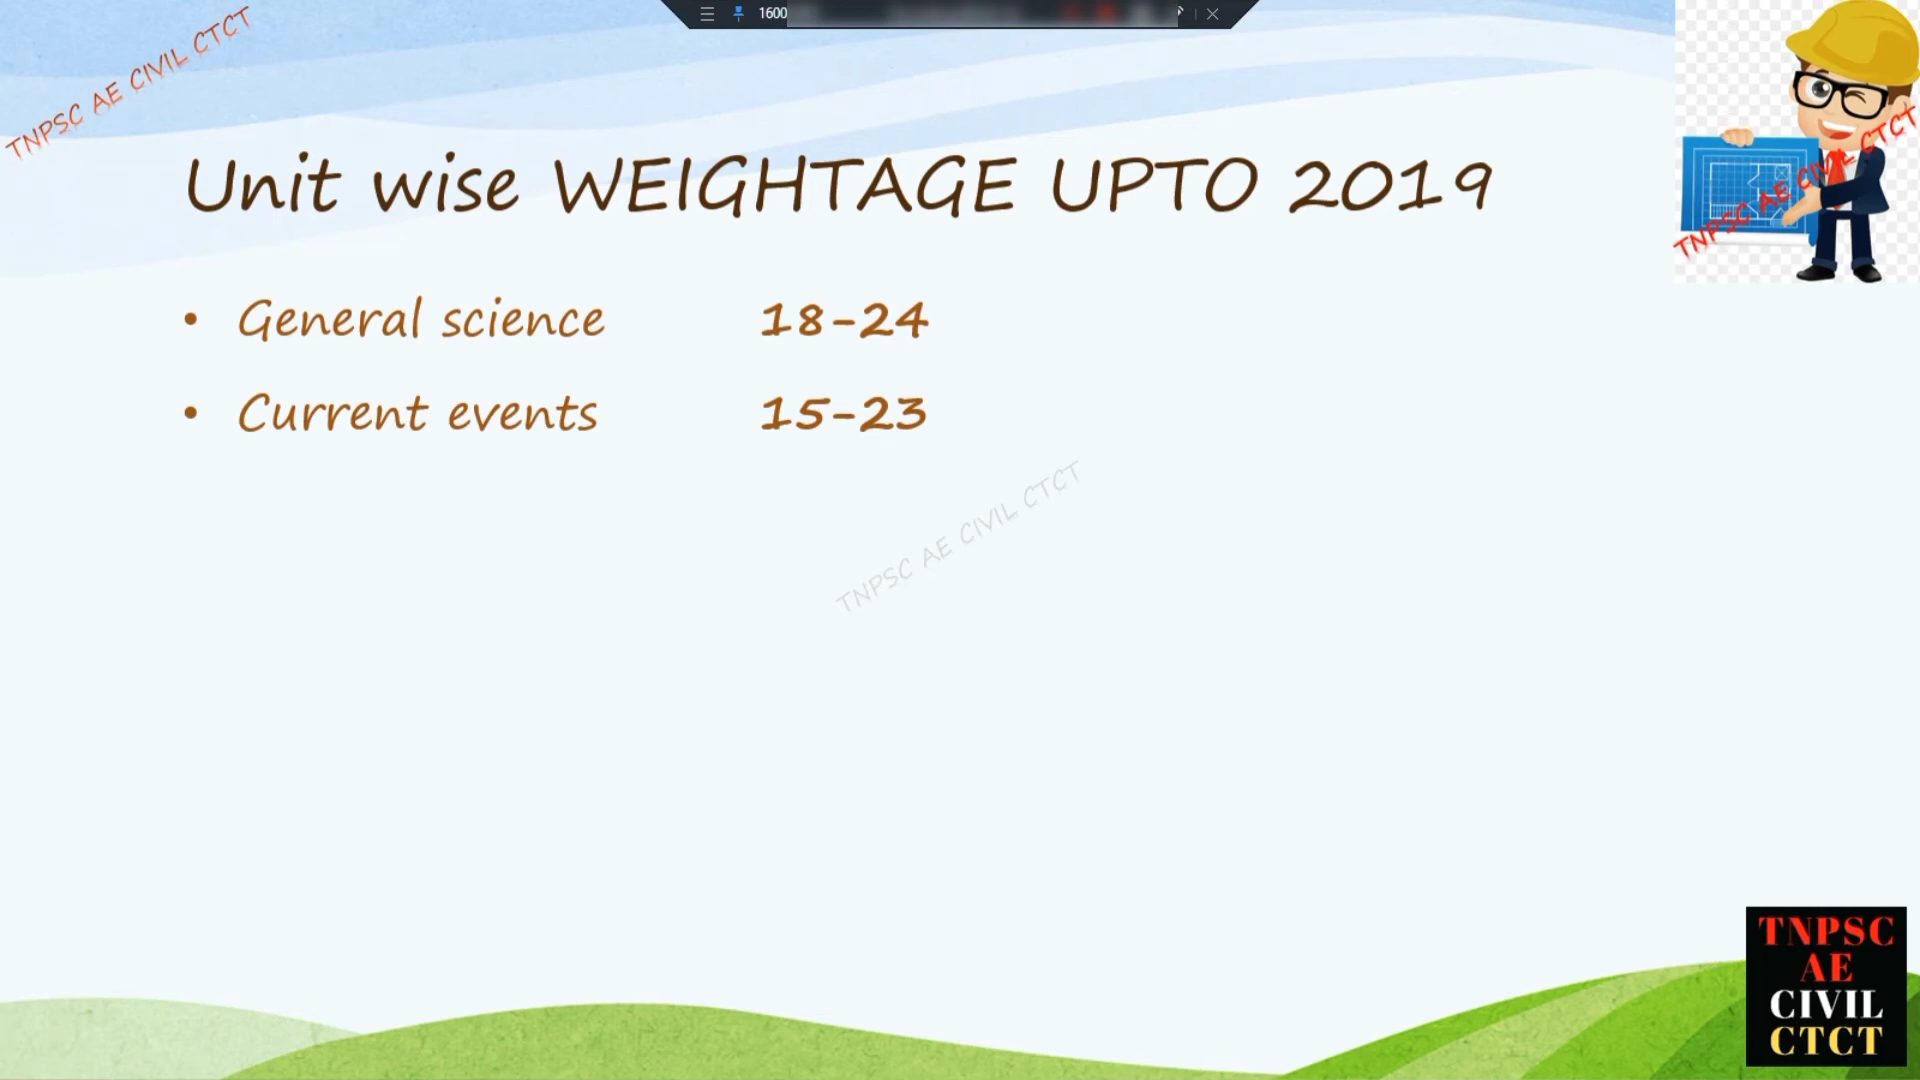 1600
TNPSC AE CIVIL CTCT
TNPSC AE CIVIL CTCT
Unit wise WEIGHTAGE UPTO 2019
• General science 18-24
• Current events 15-23
TNPSC AE CIVIL CTCT
TNPSC
AE
CIVIL
CTCT